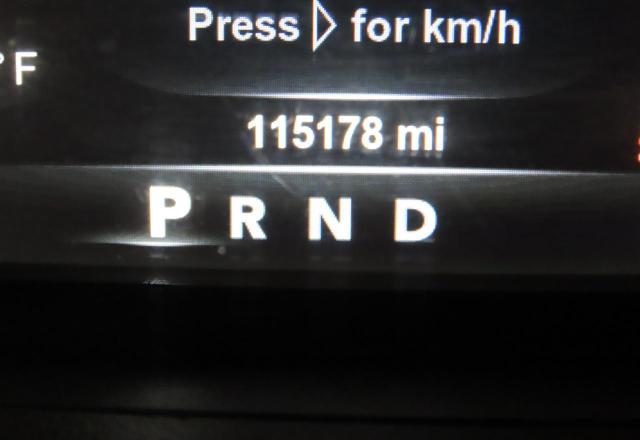 Press ▷ for km/h
°F
115178 mi
P R N D